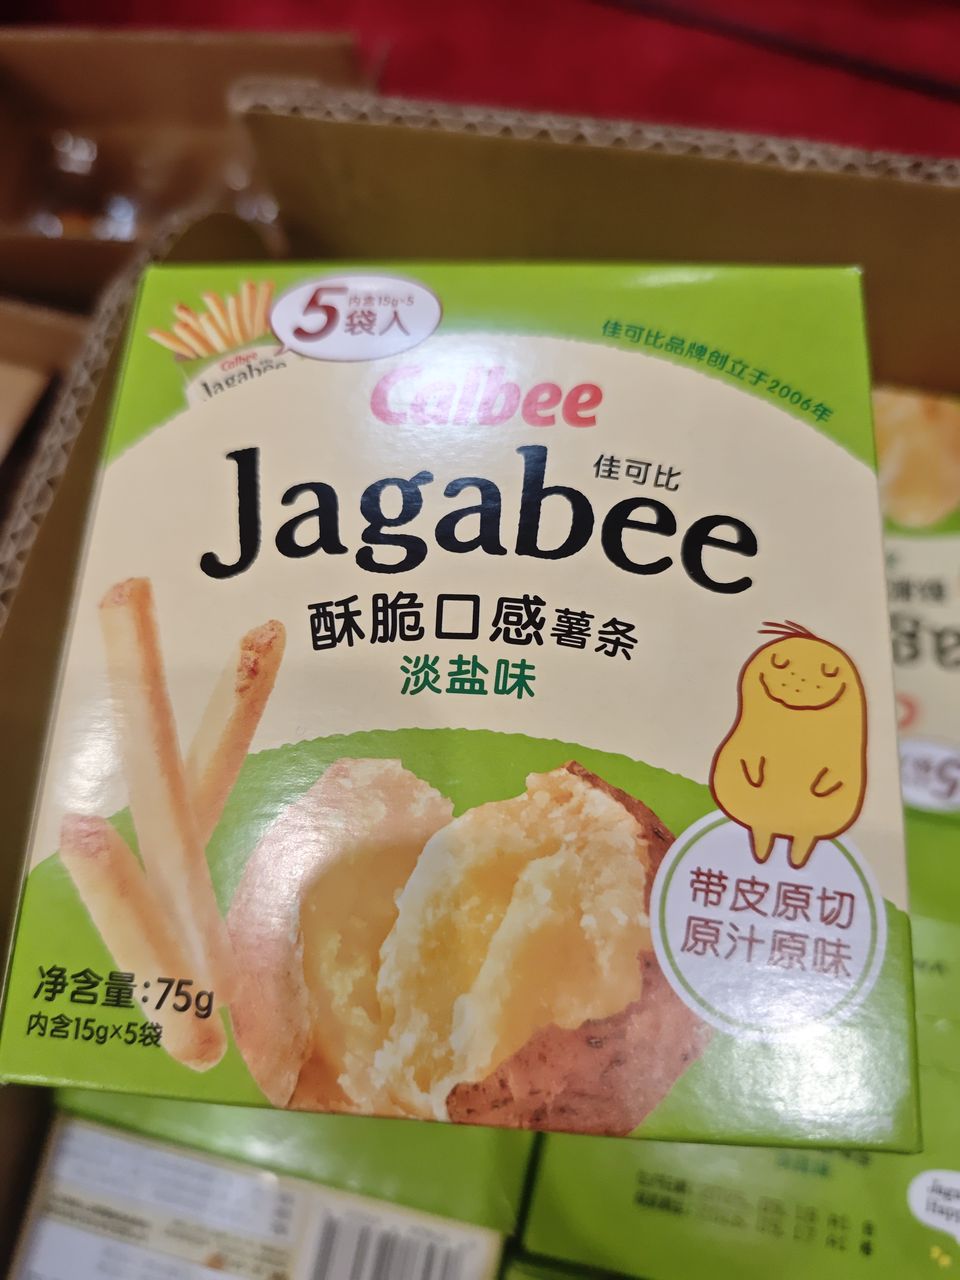 5
内含15g×5
袋入
Calbee
Jagabee
佳可比品牌创立于2006年
Calbee
佳可比
Jagabee
酥脆口感薯条
淡盐味
带皮原切
原汁原味
净含量:75g
内含15g×5袋